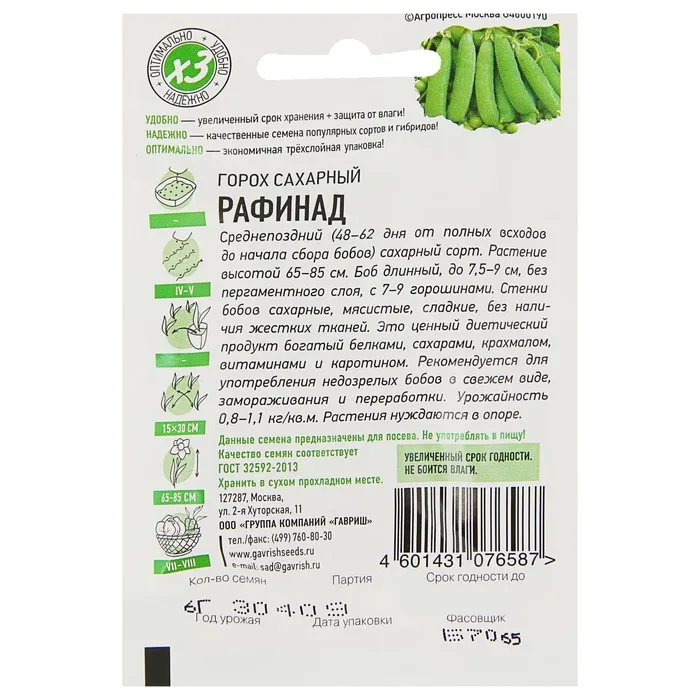 ©Агропресс Москва 04800190
ОПТИМАЛЬНО + УДОБНО + НАДЁЖНО +
x3
УДОБНО – увеличенный срок хранения + защита от влаги!
НАДЕЖНО – качественные семена популярных сортов и гибридов!
ОПТИМАЛЬНО – экономичная трёхслойная упаковка!
ГОРОХ САХАРНЫЙ
РАФИНАД
Среднепоздний (48–62 дня от полных всходов
до начала сбора бобов) сахарный сорт. Растение
высотой 65–85 см. Боб длинный, до 7,5–9 см, без
пергаментного слоя, с 7–9 горошинами. Стенки
бобов сахарные, мясистые, сладкие, без нали-
чия жестких тканей. Это ценный диетический
продукт богатый белками, сахарами, крахмалом,
витаминами и каротином. Рекомендуется для
употребления недозрелых бобов в свежем виде,
замораживания и переработки. Урожайность
0,8–1,1 кг/кв.м. Растения нуждаются в опоре.
–
IV–V
–
15×30 СМ
65-85 СМ
VII–VIII
Данные семена предназначены для посева. Не употреблять в пищу!
Качество семян соответствует
ГОСТ 32592-2013
Хранить в сухом прохладном месте.
127287, Москва,
ул. 2-я Хуторская, 11
ООО «ГРУППА КОМПАНИЙ «ГАВРИШ»
тел./факс: (499) 760-80-30
www.gavrishseeds.ru
e-mail: sad@gavrish.ru
УВЕЛИЧЕННЫЙ СРОК ГОДНОСТИ.
НЕ БОИТСЯ ВЛАГИ.
4 601431 076587 >
Кол-во семян Партия Срок годности до
6Г 30409
Год урожая Дата упаковки Фасовщик
65